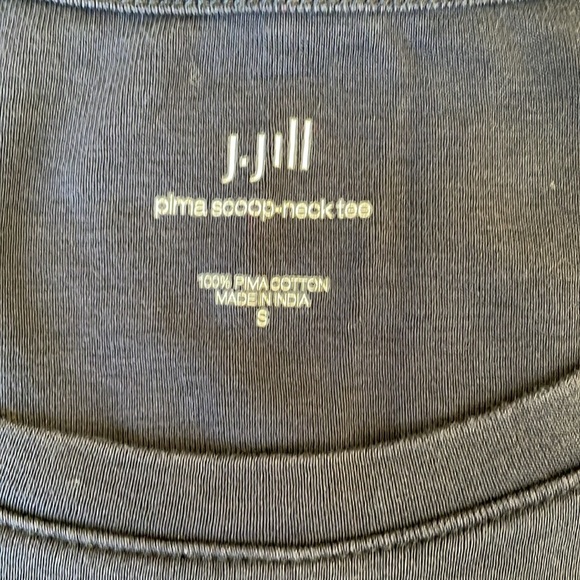 J.Jill
pima scoop-neck tee
100% PIMA COTTON
MADE IN INDIA
S